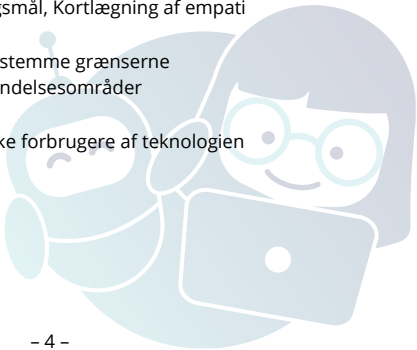 gsmål, Kortlægning af empati
stemme grænserne
ndelsesområder
ke forbrugere af teknologien
– 4 –